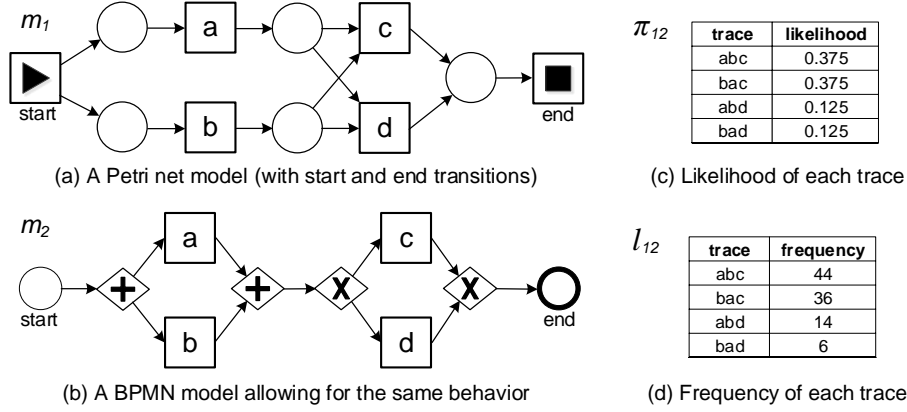 m1
a
c
start
b
d
end
(a) A Petri net model (with start and end transitions)
π12
trace likelihood
abc 0.375
bac 0.375
abd 0.125
bad 0.125
(c) Likelihood of each trace
m2
a
c
start
+
+
X
X
end
b
d
(b) A BPMN model allowing for the same behavior
l12
trace frequency
abc 44
bac 36
abd 14
bad 6
(d) Frequency of each trace